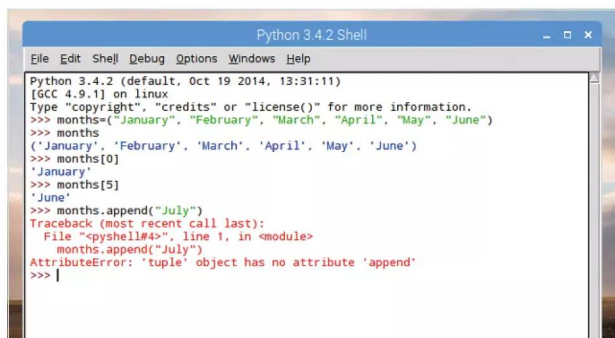 Python 3.4.2 Shell
File Edit Shell Debug Options Windows Help
Python 3.4.2 (default, Oct 19 2014, 13:31:11)
[GCC 4.9.1] on linux
Type "copyright", "credits" or "license()" for more information.
>>> months=("January", "February", "March", "April", "May", "June")
>>> months
('January', 'February', 'March', 'April', 'May', 'June')
>>> months[0]
'January'
>>> months[5]
'June'
>>> months.append("July")
Traceback (most recent call last):
  File "<pyshell#4>", line 1, in <module>
    months.append("July")
AttributeError: 'tuple' object has no attribute 'append'
>>>